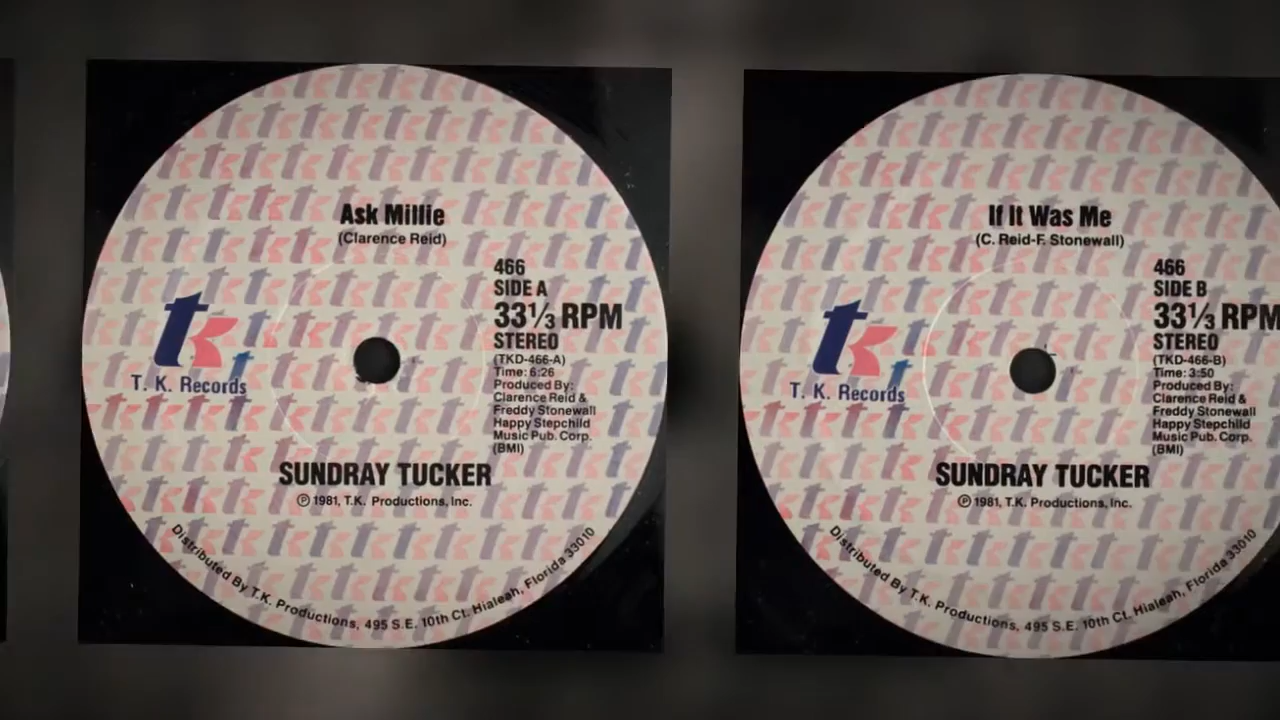 Ask Millie
(Clarence Reid)
466
SIDE A
33⅓ RPM
STEREO
(TKD-466-A)
Time: 6:26
Produced By:
Clarence Reid &
Freddy Stonewall
Happy Stepchild
Music Pub. Corp.
(BMI)
tk
T. K. Records
SUNDRAY TUCKER
℗ 1981, T.K. Productions, Inc.
Distributed By T.K. Productions, 495 S.E. 10th Ct. Hialeah, Florida 33010
If It Was Me
(C. Reid-F. Stonewall)
466
SIDE B
33⅓ RPM
STEREO
(TKD-466-B)
Time: 3:50
Produced By:
Clarence Reid &
Freddy Stonewall
Happy Stepchild
Music Pub. Corp.
(BMI)
tk
T. K. Records
SUNDRAY TUCKER
℗ 1981, T.K. Productions, Inc.
Distributed By T.K. Productions, 495 S.E. 10th Ct. Hialeah, Florida 33010